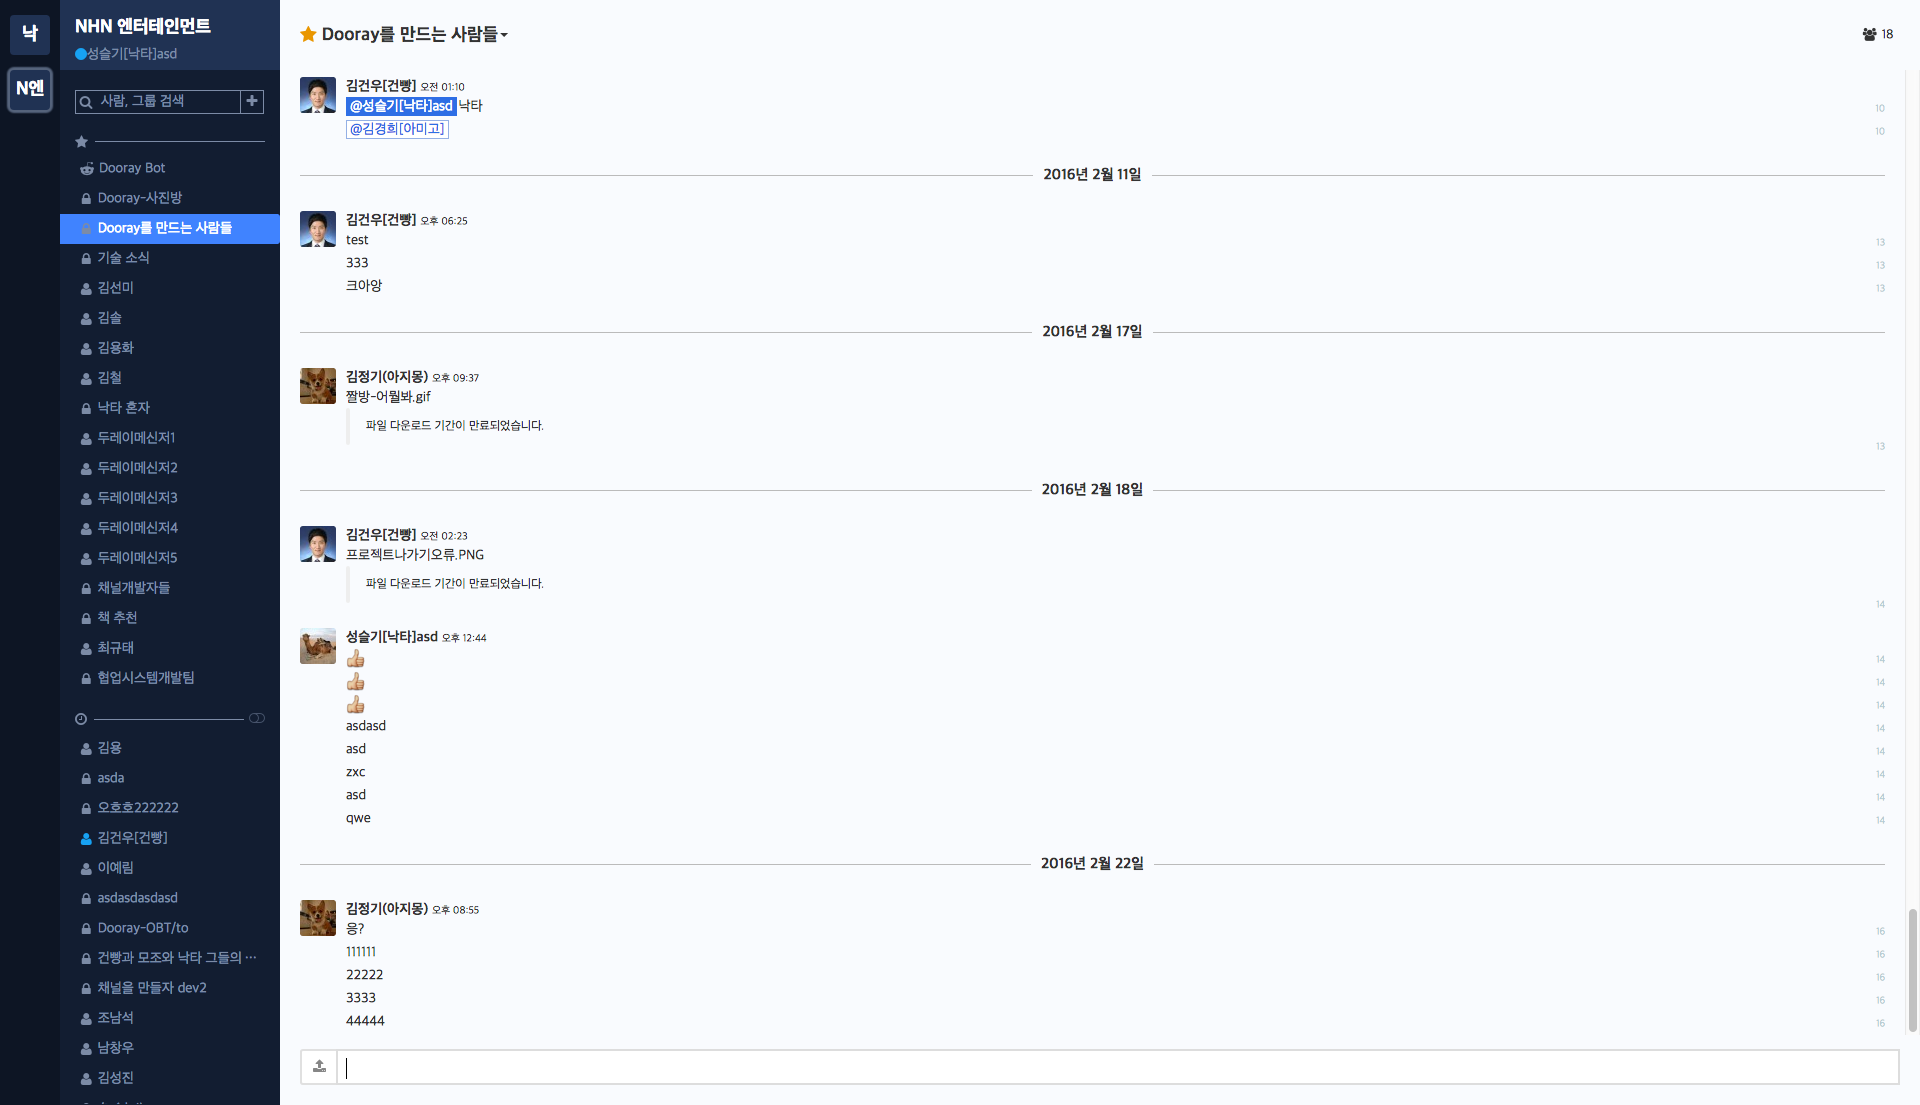 낙
N엔
NHN 엔터테인먼트
성슬기[낙타]asd
사람, 그룹 검색
Dooray Bot
Dooray-사진방
Dooray를 만드는 사람들
기술 소식
김선미
김솔
김용화
김철
낙타 혼자
두레이메신저1
두레이메신저2
두레이메신저3
두레이메신저4
두레이메신저5
채널개발자들
책 추천
최규태
협업시스템개발팀
김용
asda
오호호222222
김건우[건빵]
이예림
asdasdasdasd
Dooray-OBT/to
건빵과 모조와 낙타 그들의 ···
채널을 만들자 dev2
조남석
남창우
김성진
Dooray를 만드는 사람들
18
김건우[건빵] 오전 01:10
@성슬기[낙타]asd 낙타
10
@김경희[아미고]
10
2016년 2월 11일
김건우[건빵] 오후 06:25
test
13
333
13
크아앙
13
2016년 2월 17일
김정기(아지몽) 오후 09:37
짤방-어뭘봐.gif
파일 다운로드 기간이 만료되었습니다.
13
2016년 2월 18일
김건우[건빵] 오전 02:23
프로젝트나가기오류.PNG
파일 다운로드 기간이 만료되었습니다.
14
성슬기[낙타]asd 오후 12:44
14
14
14
asdasd
14
asd
14
zxc
14
asd
14
qwe
14
2016년 2월 22일
김정기(아지몽) 오후 08:55
응?
16
111111
16
22222
16
3333
16
44444
16